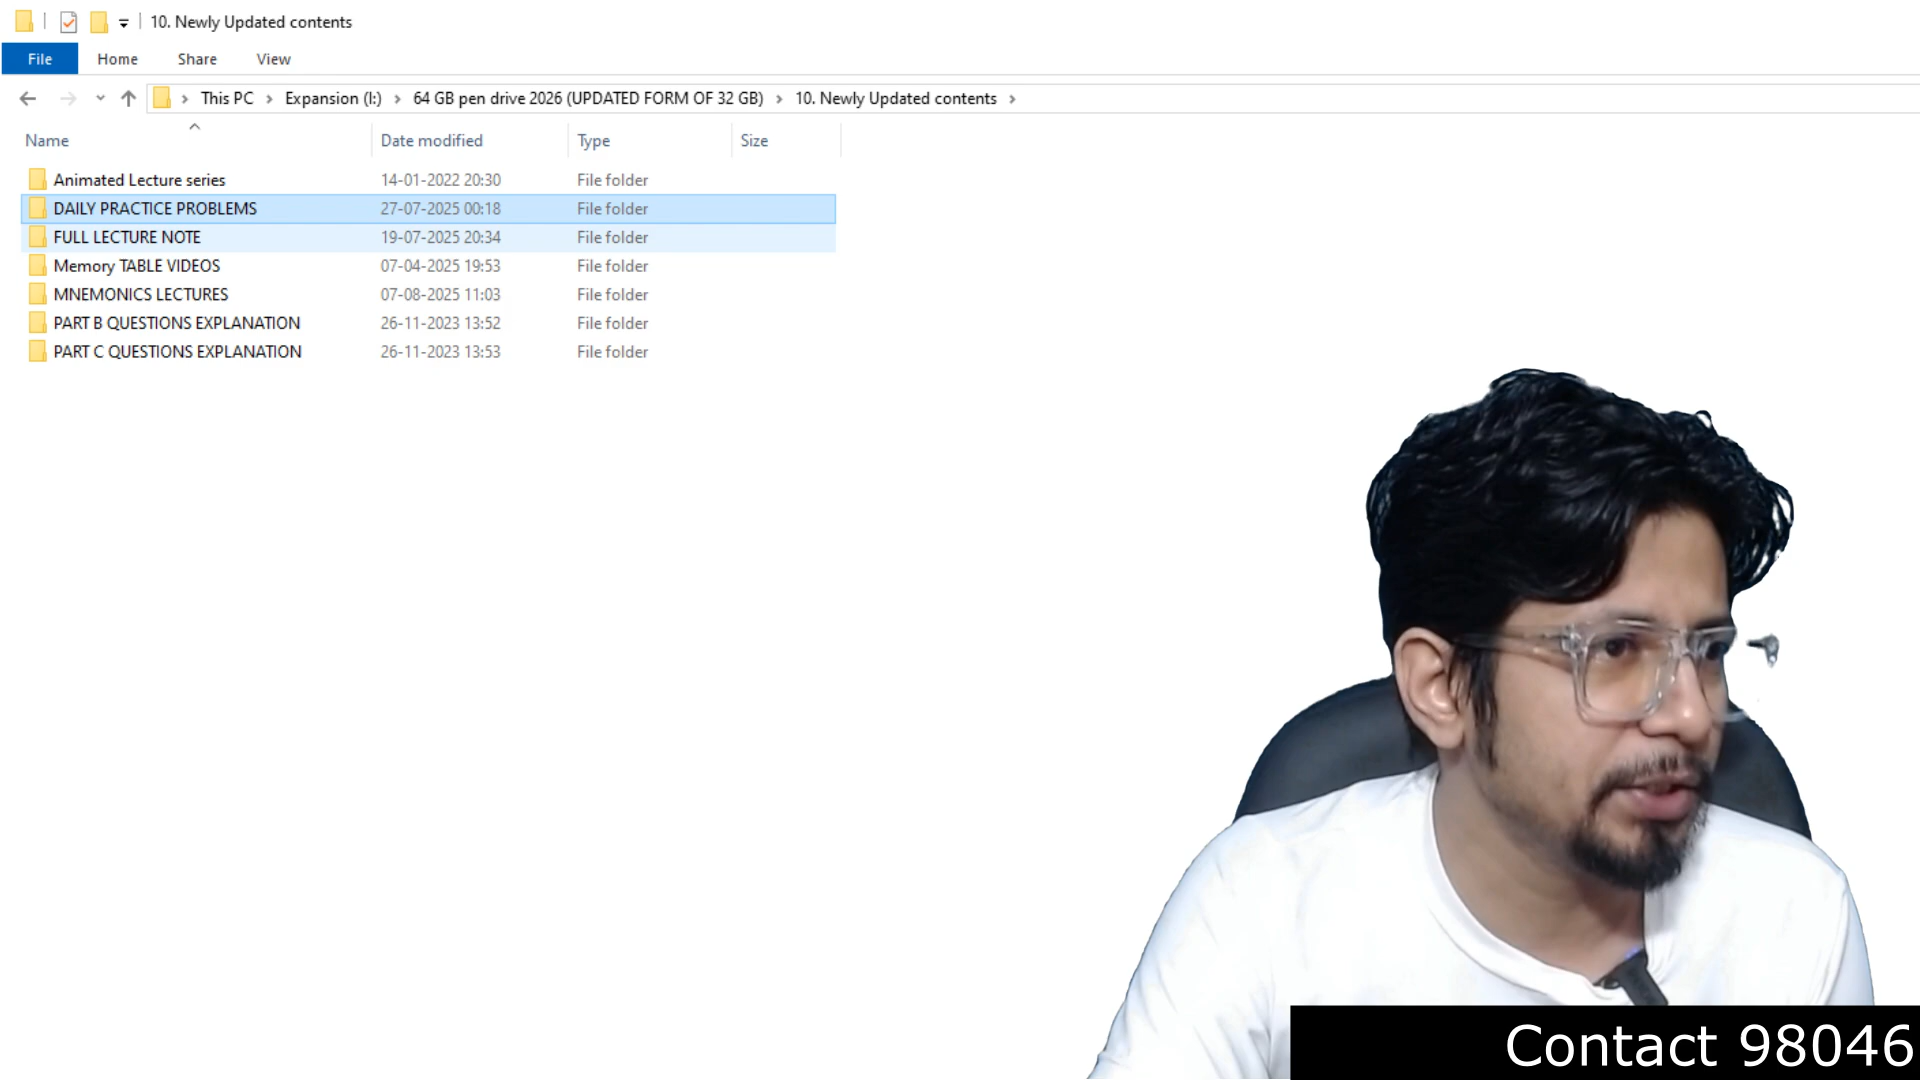 10. Newly Updated contents
File Home Share View
This PC Expansion (I:) 64 GB pen drive 2026 (UPDATED FORM OF 32 GB) 10. Newly Updated contents
Name Date modified Type Size
Animated Lecture series 14-01-2022 20:30 File folder
DAILY PRACTICE PROBLEMS 27-07-2025 00:18 File folder
FULL LECTURE NOTE 19-07-2025 20:34 File folder
Memory TABLE VIDEOS 07-04-2025 19:53 File folder
MNEMONICS LECTURES 07-08-2025 11:03 File folder
PART B QUESTIONS EXPLANATION 26-11-2023 13:52 File folder
PART C QUESTIONS EXPLANATION 26-11-2023 13:53 File folder
Contact 98046